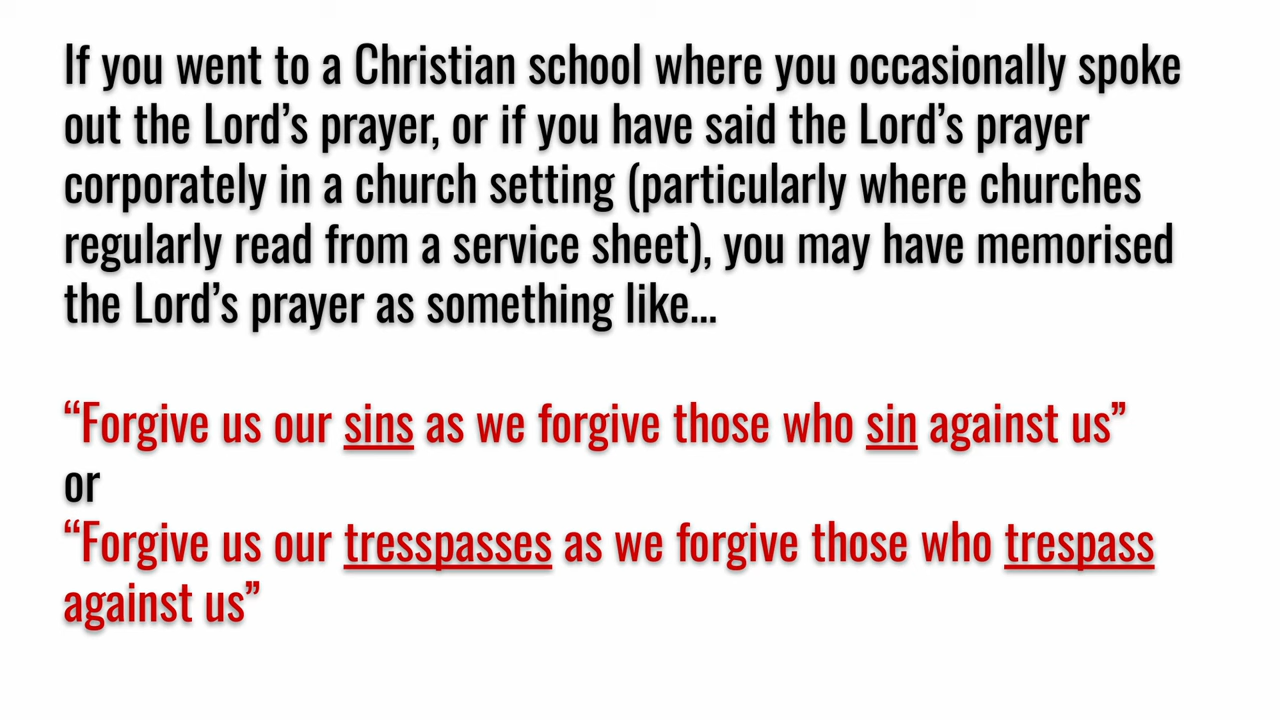 If you went to a Christian school where you occasionally spoke
out the Lord’s prayer, or if you have said the Lord’s prayer
corporately in a church setting (particularly where churches
regularly read from a service sheet), you may have memorised
the Lord’s prayer as something like...
“Forgive us our sins as we forgive those who sin against us”
or
“Forgive us our tresspasses as we forgive those who trespass
against us”